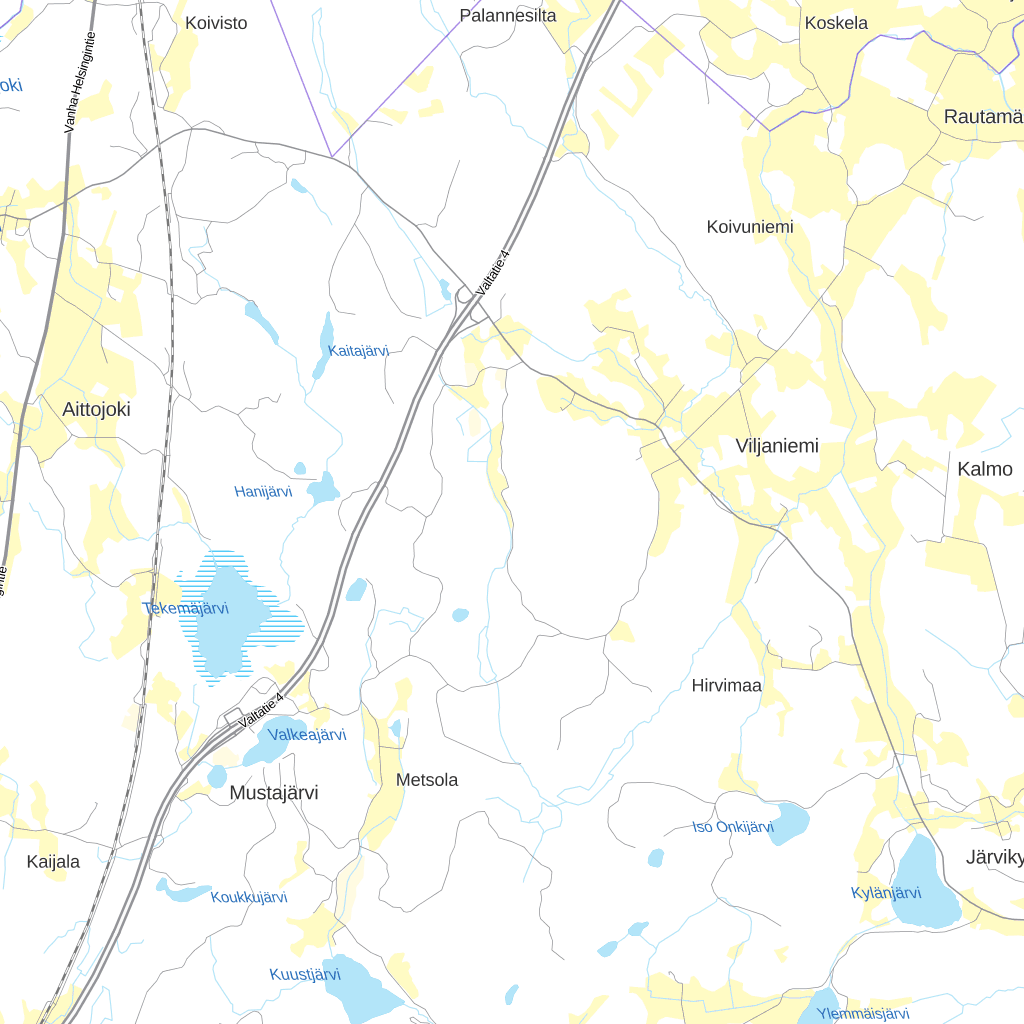 Koivisto
Palannesilta
Koskela
Vanha Helsingintie
oki
Rautamä
Koivuniemi
Valtatie 4
Kaitajärvi
Aittojoki
Viljaniemi
Kalmo
Hanijärvi
gintie
Tekemäjärvi
Hirvimaa
Valtatie 4
Valkeajärvi
Metsola
Mustajärvi
Iso Onkijärvi
Kaijala
Järviky
Kylänjärvi
Koukkujärvi
Kuustjärvi
Ylemmäisjärvi